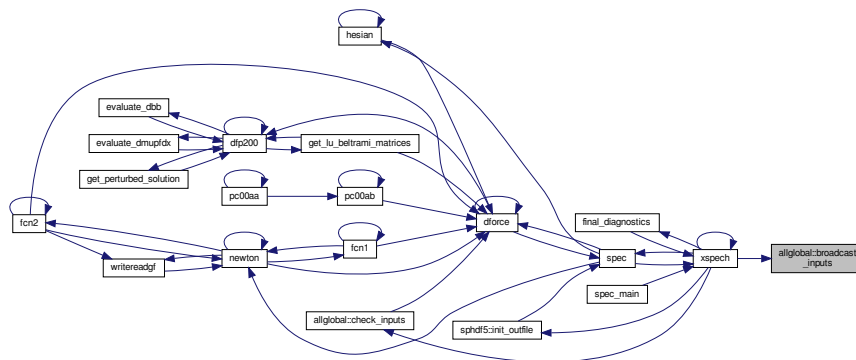 hesian
evaluate_dbb
evaluate_dmupfdx
dfp200
get_lu_beltrami_matrices
get_perturbed_solution
pc00aa
pc00ab
dforce
final_diagnostics
fcn2
fcn1
spec
xspech
allglobal::broadcast
_inputs
writereadgf
newton
spec_main
allglobal::check_inputs
sphdf5::init_outfile